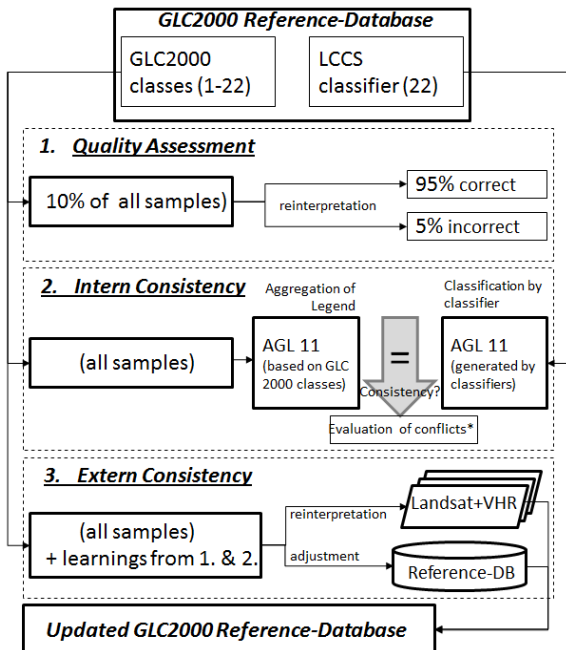 GLC2000 Reference-Database
GLC2000
classes (1-22)
LCCS
classifier (22)
1. Quality Assessment
10% of all samples)
reinterpretation
95% correct
5% incorrect
2. Intern Consistency
Aggregation of
Legend
Classification by
classifier
(all samples)
AGL 11
(based on GLC
2000 classes)
=
Consistency?
AGL 11
(generated by
classifiers)
Evaluation of conflicts*
3. Extern Consistency
(all samples)
+ learnings from 1. & 2.
reinterpretation
Landsat+VHR
adjustment
Reference-DB
Updated GLC2000 Reference-Database